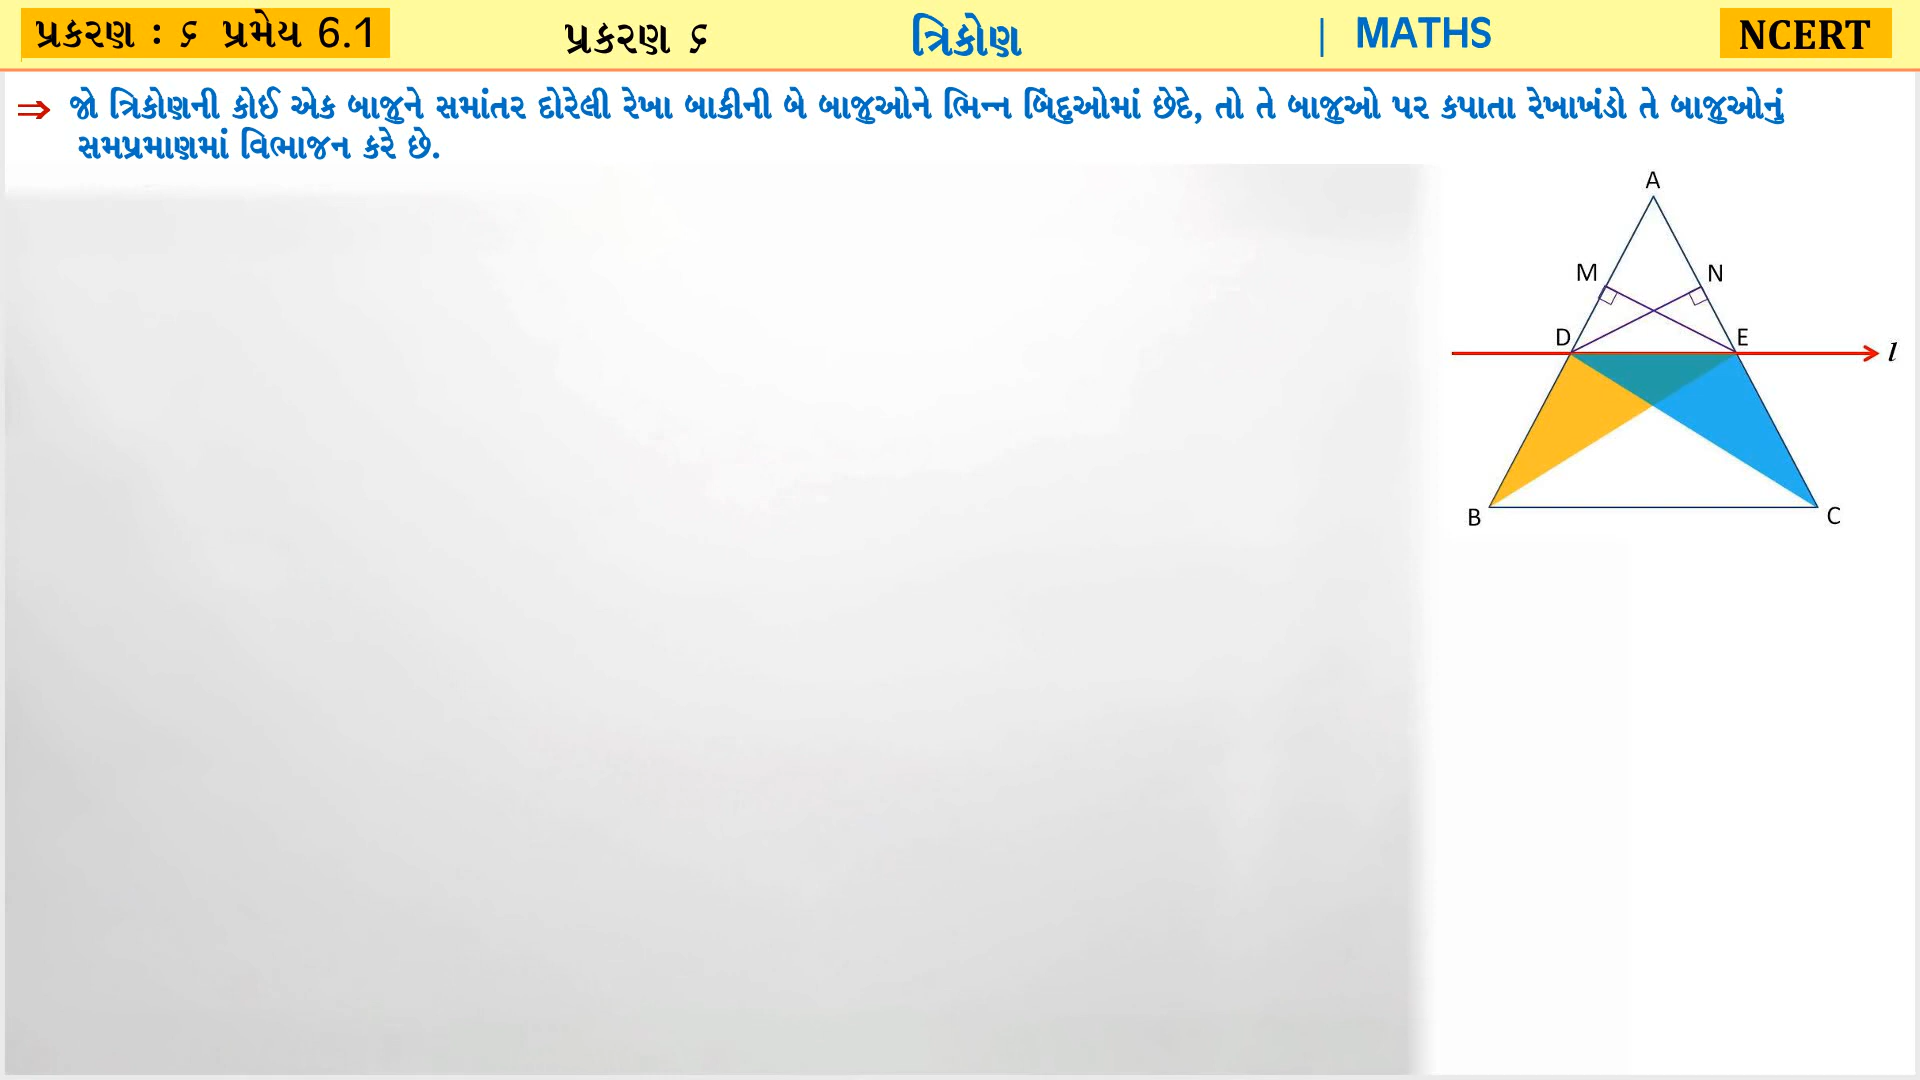 પ્રકરણ : ૬ પ્રમેય 6.1
પ્રકરણ ૬
ત્રિકોણ
| MATHS
NCERT
⇒ જો ત્રિકોણની કોઈ એક બાજુને સમાંતર દોરેલી રેખા બાકીની બે બાજુઓને ભિન્ન બિંદુઓમાં છેદે, તો તે બાજુઓ પર કપાતા રેખાખંડો તે બાજુઓનું
સમપ્રમાણમાં વિભાજન કરે છે.
A
M N
D E
l
B C